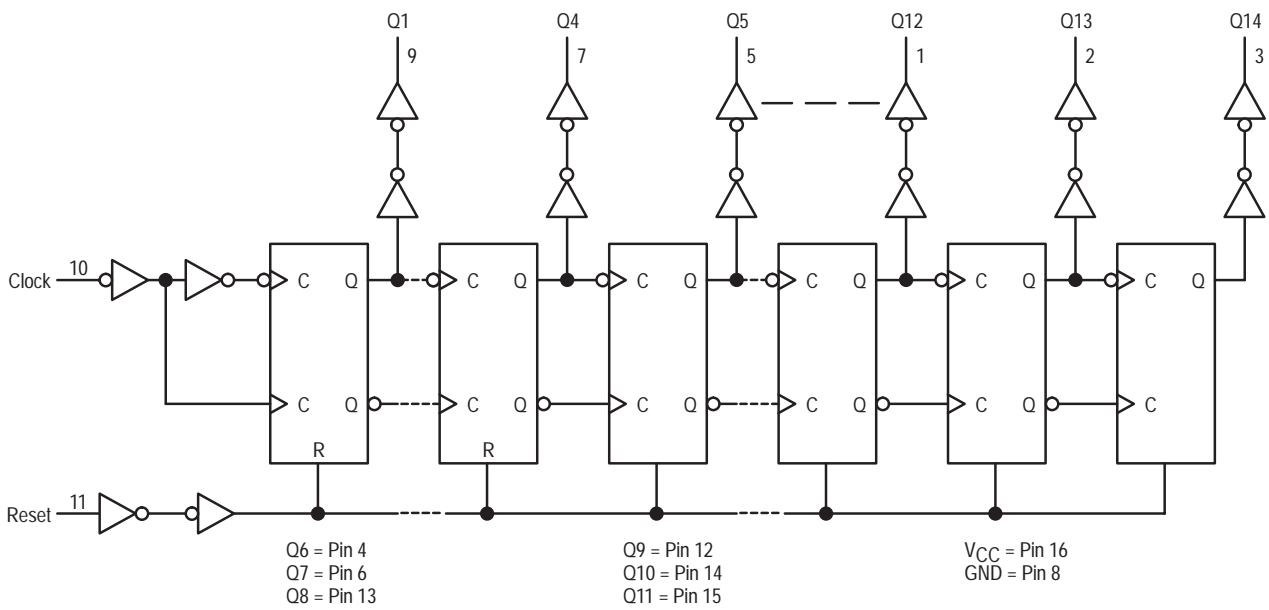 Q1 Q4 Q5 Q12 Q13 Q14
9 7 5 1 2 3
Clock 10 C Q C Q C Q C Q C Q C Q
C Q C Q C Q C Q C Q C
R R
Reset 11
Q6 = Pin 4 Q9 = Pin 12 VCC = Pin 16
Q7 = Pin 6 Q10 = Pin 14 GND = Pin 8
Q8 = Pin 13 Q11 = Pin 15